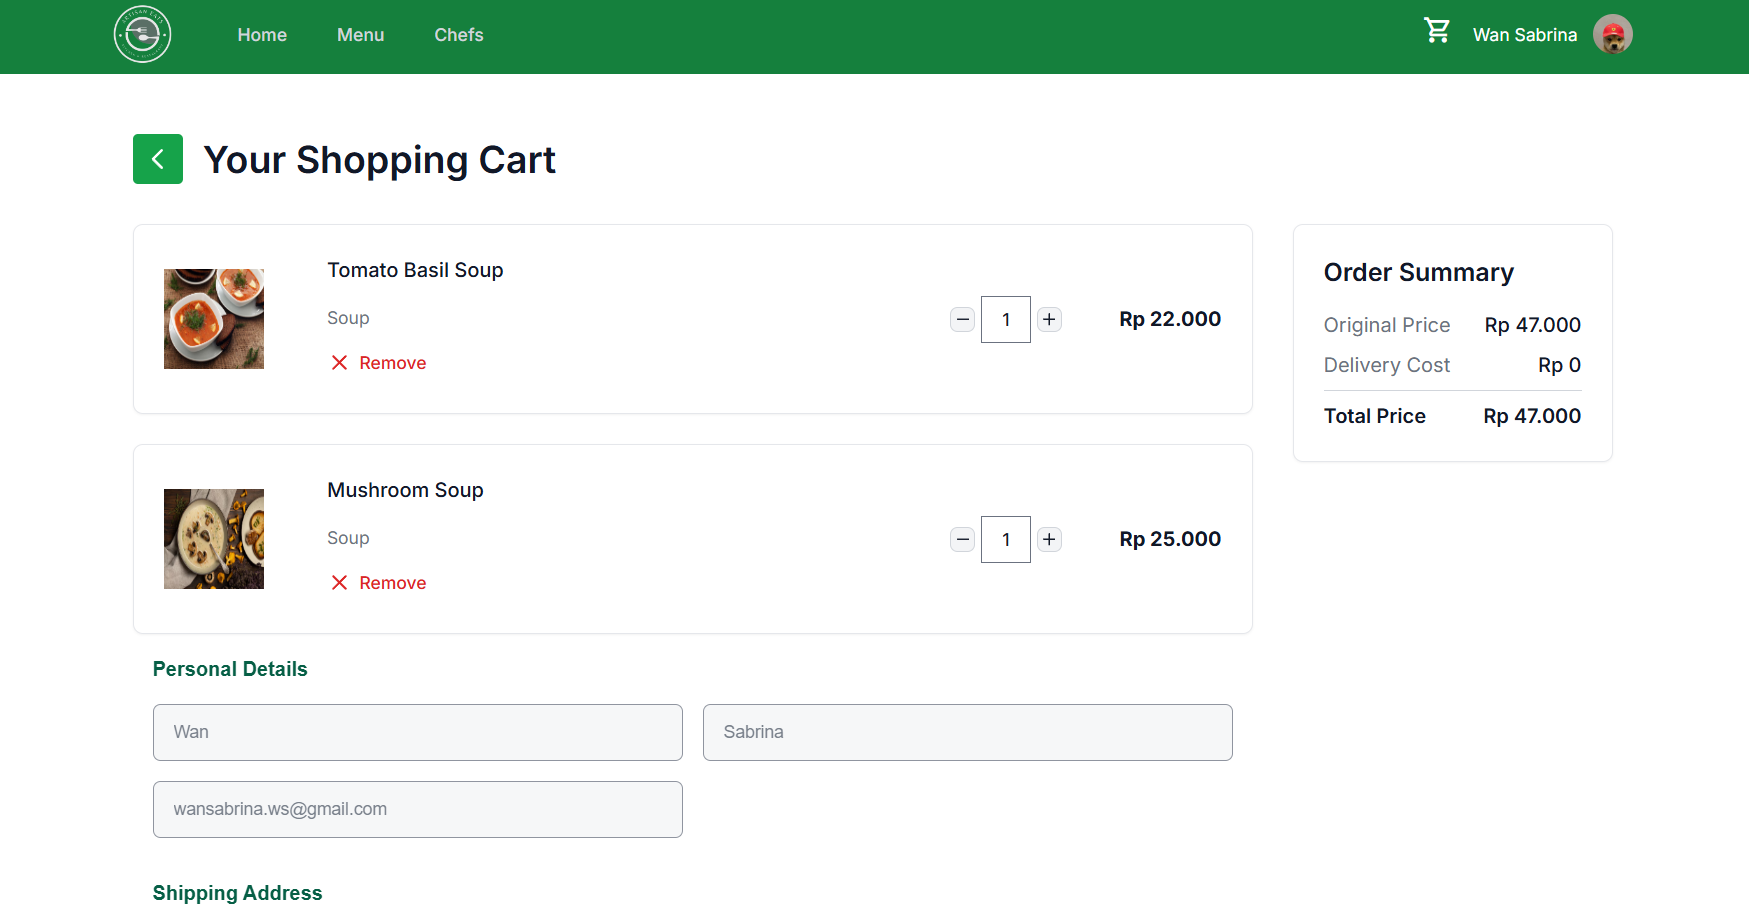 ARTISAN EATS
Home
Menu
Chefs
Wan Sabrina
Your Shopping Cart
Tomato Basil Soup
Soup
Remove
1
Rp 22.000
Mushroom Soup
Soup
Remove
1
Rp 25.000
Order Summary
Original Price Rp 47.000
Delivery Cost Rp 0
Total Price Rp 47.000
Personal Details
Wan
Sabrina
wansabrina.ws@gmail.com
Shipping Address